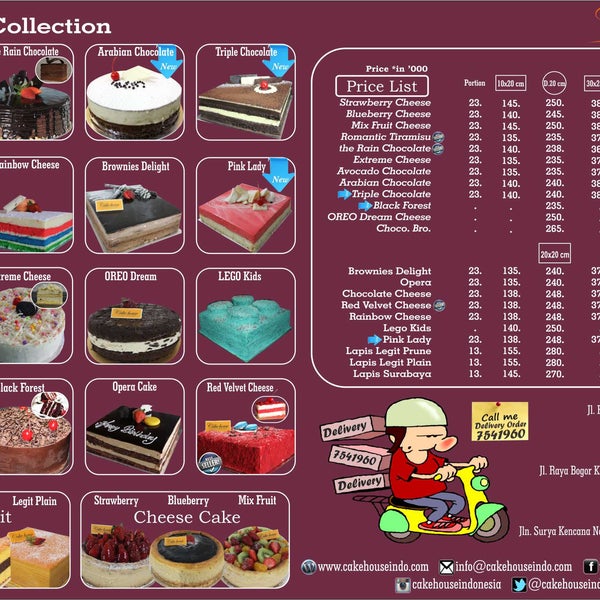 Collection
Rain Chocolate
Arabian Chocolate
New
Triple Chocolate
New
Rainbow Cheese
Brownies Delight
Pink Lady
New
Cheese
OREO Dream
LEGO Kids
Black Forest
Opera Cake
Happy Birthday
Red Velvet Cheese
Legit Plain
Strawberry
Blueberry
Mix Fruit
Cheese Cake
Price *in '000
Price List Portion 10x20 cm D.20 cm
Strawberry Cheese 23. 145. 250.
Blueberry Cheese 23. 140. 245.
Mix Fruit Cheese 23. 145. 250.
Romantic Tiramisu 23. 135. 235.
the Rain Chocolate 23. 140. 238.
Extreme Cheese 23. 135. 235.
Avocado Chocolate 23. 135. 235.
Arabian Chocolate 23. 140. 240.
Triple Chocolate 23. 140. 240.
Black Forest . . 235.
OREO Dream Cheese . . 250.
Choco. Bro. . . 265.
20x20 cm
Brownies Delight 23. 135. 240.
Opera 23. 135. 240.
Chocolate Cheese 23. 138. 248.
Red Velvet Cheese 23. 138. 248.
Rainbow Cheese 23. 138. 248.
Lego Kids . 140. 250.
Pink Lady 23. 138. 248.
Lapis Legit Prune 13. 155. 280.
Lapis Legit Plain 13. 155. 280.
Lapis Surabaya 13. 145. 270.
Delivery
7541960
Delivery
Call me
Delivery Order
7541960
Jl.
Jl. Raya Bogor
Jln. Surya Kencana
www.cakehouseindo.com info@cakehouseindo.com
cakehouseindonesia @cakehouseindo.com